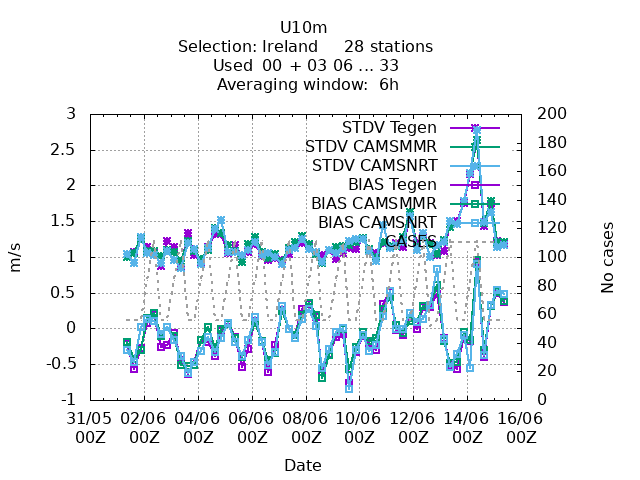 U10m
Selection: Ireland 28 stations
Used 00 + 03 06 ... 33
Averaging window: 6h
3
2.5
2
1.5
1
0.5
0
-0.5
-1
m/s
200
180
160
140
120
100
80
60
40
20
0
No cases
STDV Tegen
STDV CAMSMMR
STDV CAMSNRT
BIAS Tegen
BIAS CAMSMMR
BIAS CAMSNRT
CASES
31/05 02/06 04/06 06/06 08/06 10/06 12/06 14/06 16/06
00Z 00Z 00Z 00Z 00Z 00Z 00Z 00Z 00Z
Date